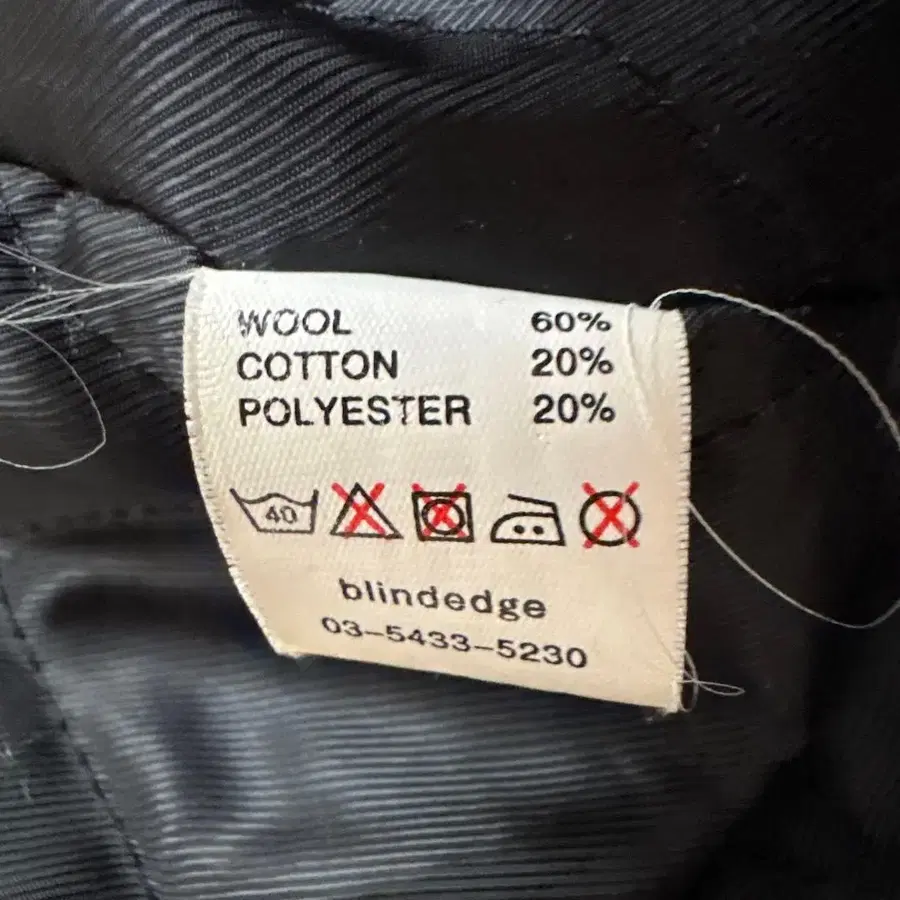 WOOL 60%
COTTON 20%
POLYESTER 20%
40
blindedge
03-5433-5230